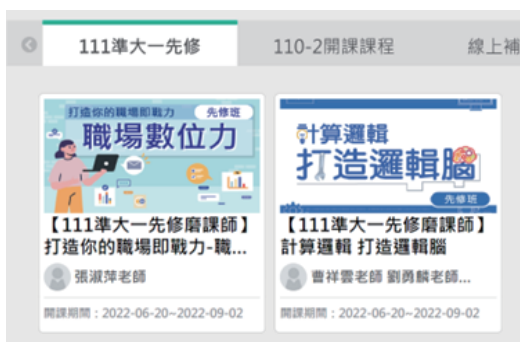 111準大一先修
110-2開課課程
線上補
打造你的職場即戰力
先修班
職場數位力
計算邏輯
打造邏輯腦
先修班
【111準大一先修磨課師】
打造你的職場即戰力-職...
張淑萍老師
開課期間：2022-06-20~2022-09-02
【111準大一先修磨課師】
計算邏輯 打造邏輯腦
曹祥雲老師 劉勇麟老師...
開課期間：2022-06-20~2022-09-02